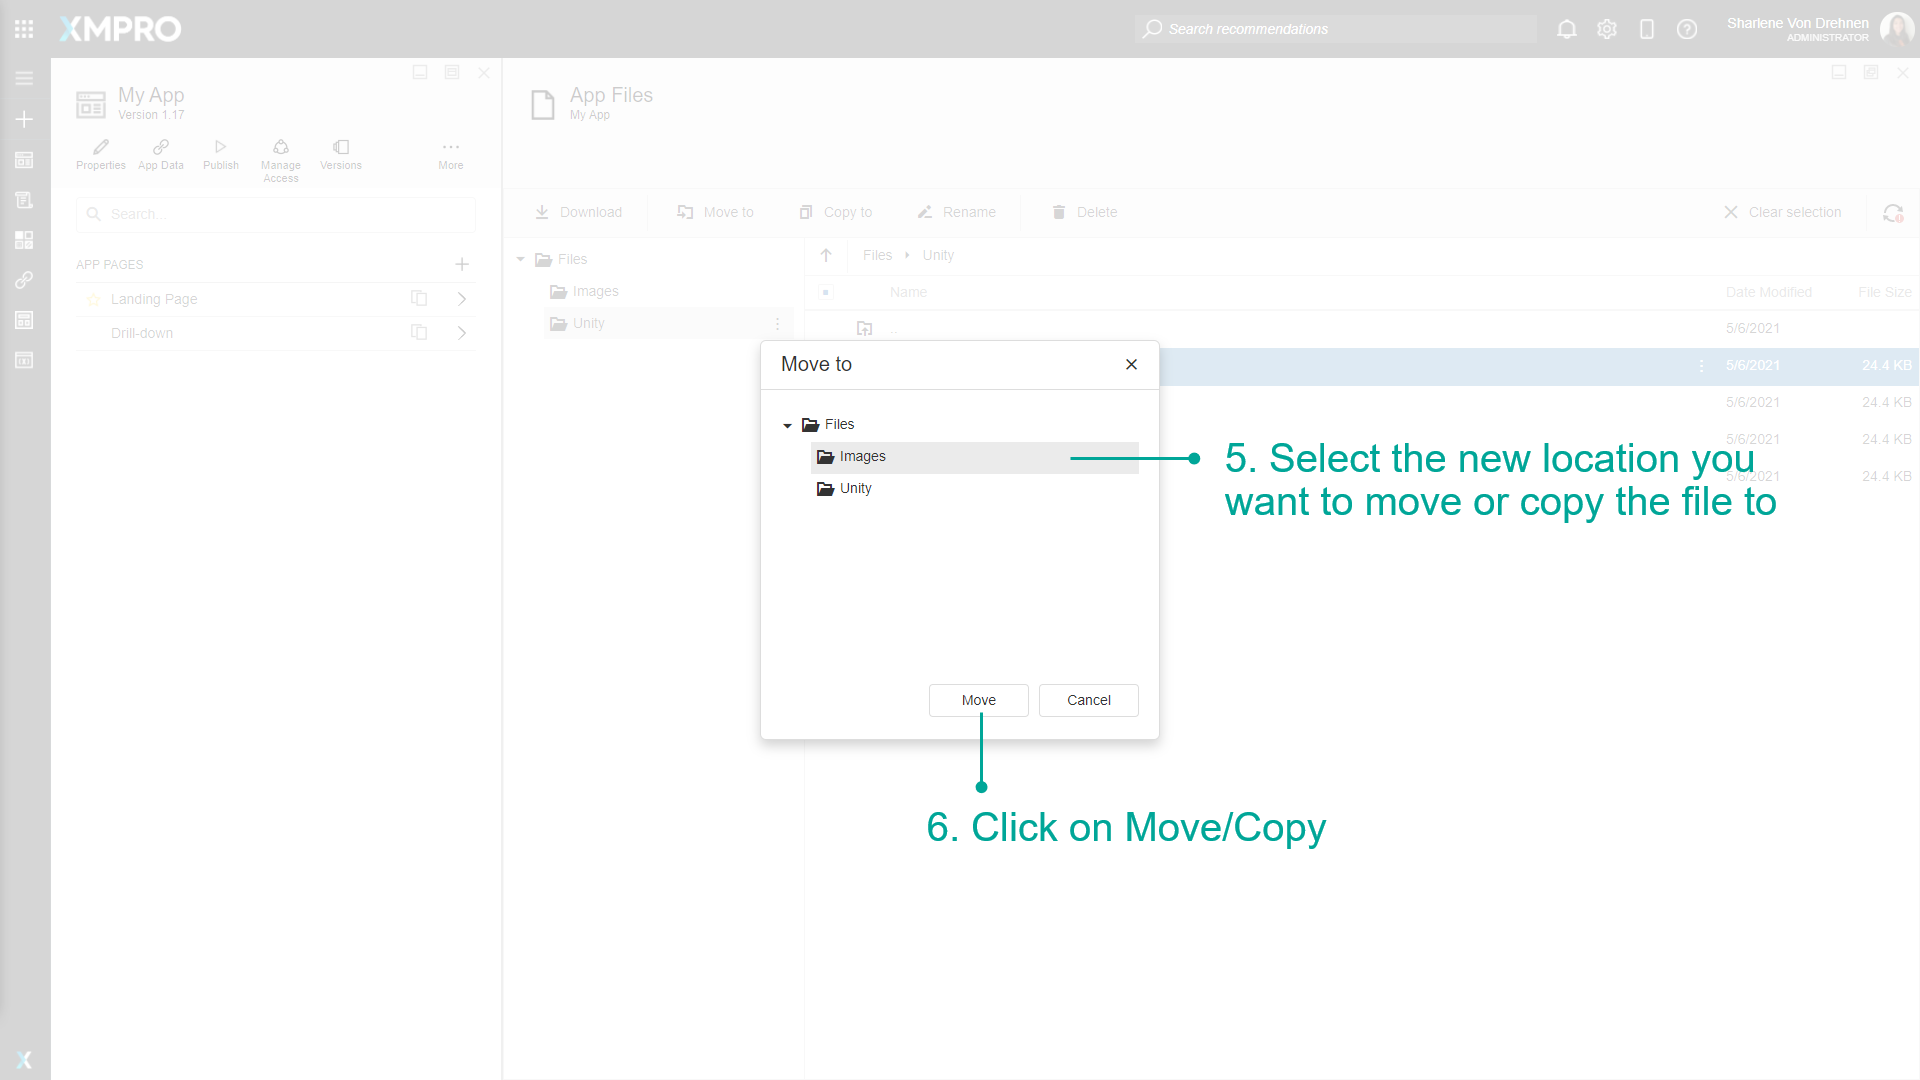 XMPRO
Search recommendations
Sharlene Von Drehnen
ADMINISTRATOR
My App
Version 1.17
Properties
App Data
Publish
Manage
Access
Versions
More
Search...
APP PAGES
Landing Page
Drill-down
App Files
My App
Download
Move to
Copy to
Rename
Delete
Clear selection
Files
Images
Unity
Files
Unity
Name
Date Modified
File Size
..
5/6/2021
5/6/2021
24.4 KB
5/6/2021
24.4 KB
5/6/2021
24.4 KB
5/6/2021
24.4 KB
Move to
Files
Images
Unity
Move
Cancel
5. Select the new location you
want to move or copy the file to
6. Click on Move/Copy
X